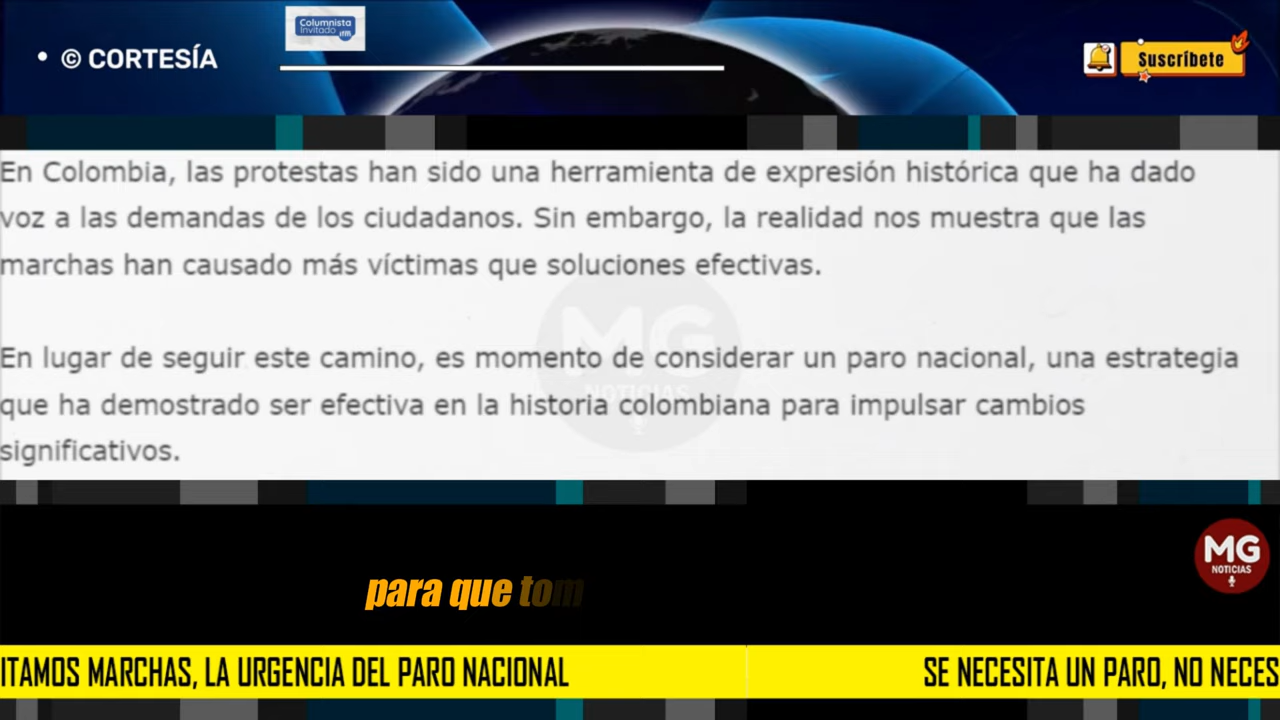 Columnista
Invitado ifm
• © CORTESÍA
Suscríbete
En Colombia, las protestas han sido una herramienta de expresión histórica que ha dado
voz a las demandas de los ciudadanos. Sin embargo, la realidad nos muestra que las
marchas han causado más víctimas que soluciones efectivas.
En lugar de seguir este camino, es momento de considerar un paro nacional, una estrategia
que ha demostrado ser efectiva en la historia colombiana para impulsar cambios
significativos.
MG
NOTICIAS
MG
NOTICIAS
para que tom
ITAMOS MARCHAS, LA URGENCIA DEL PARO NACIONAL
SE NECESITA UN PARO, NO NECES